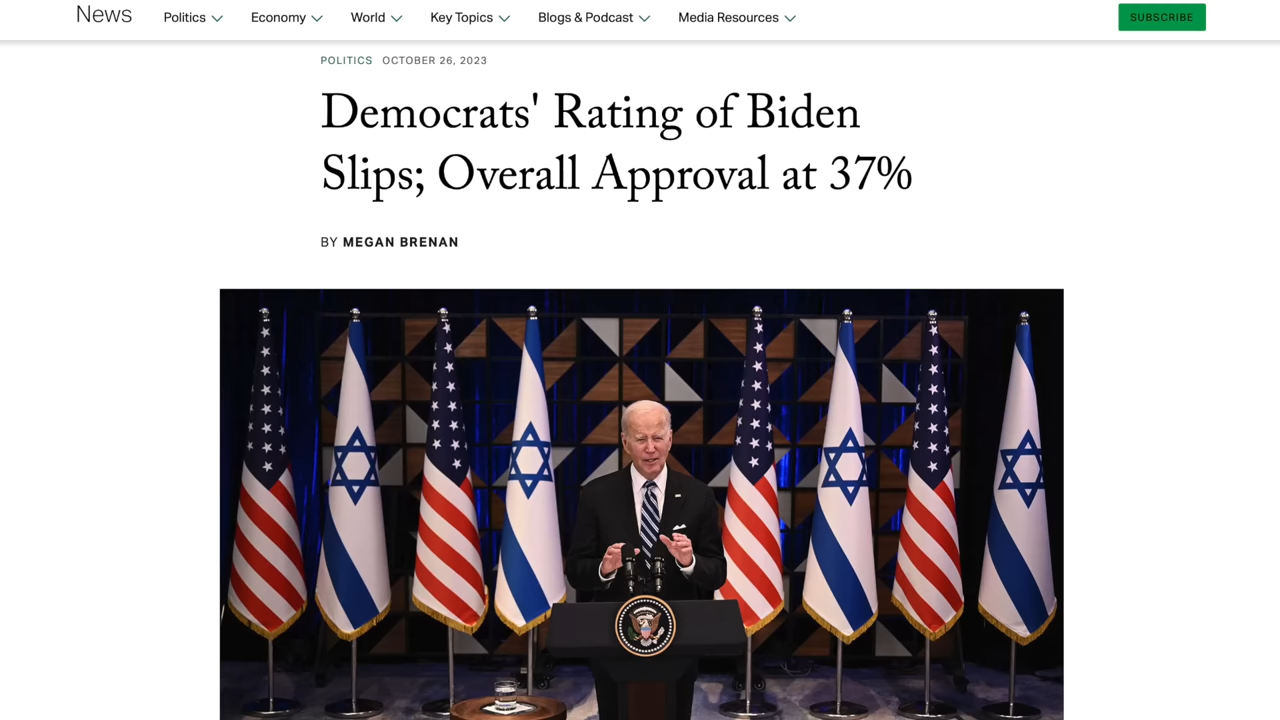 News
Politics
Economy
World
Key Topics
Blogs & Podcast
Media Resources
SUBSCRIBE
POLITICS OCTOBER 26, 2023
Democrats' Rating of Biden
Slips; Overall Approval at 37%
BY MEGAN BRENAN